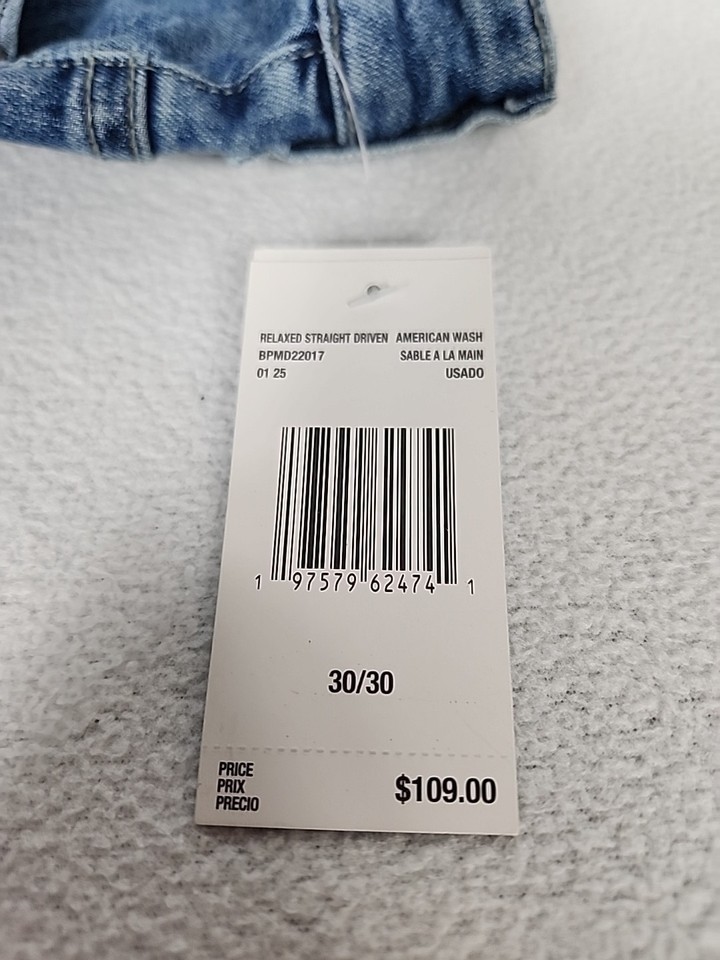 RELAXED STRAIGHT DRIVEN AMERICAN WASH
BPMD22017 SABLE A LA MAIN
01 25 USADO
1 97579 62474 1
30/30
PRICE
PRIX
PRECIO
$109.00